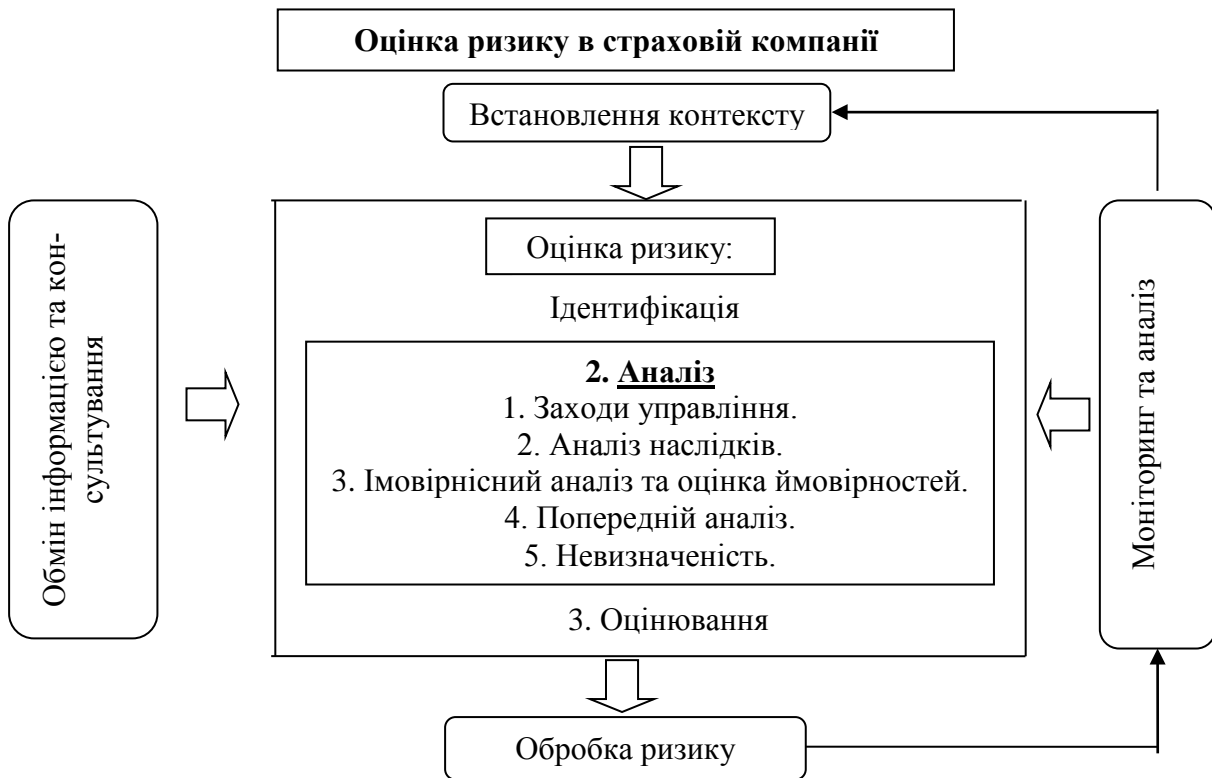 Оцінка ризику в страховій компанії
Встановлення контексту
Обмін інформацією та кон-
сультування
Оцінка ризику:
Ідентифікація
2. Аналіз
1. Заходи управління.
2. Аналіз наслідків.
3. Імовірнісний аналіз та оцінка ймовірностей.
4. Попередній аналіз.
5. Невизначеність.
3. Оцінювання
Моніторинг та аналіз
Обробка ризику